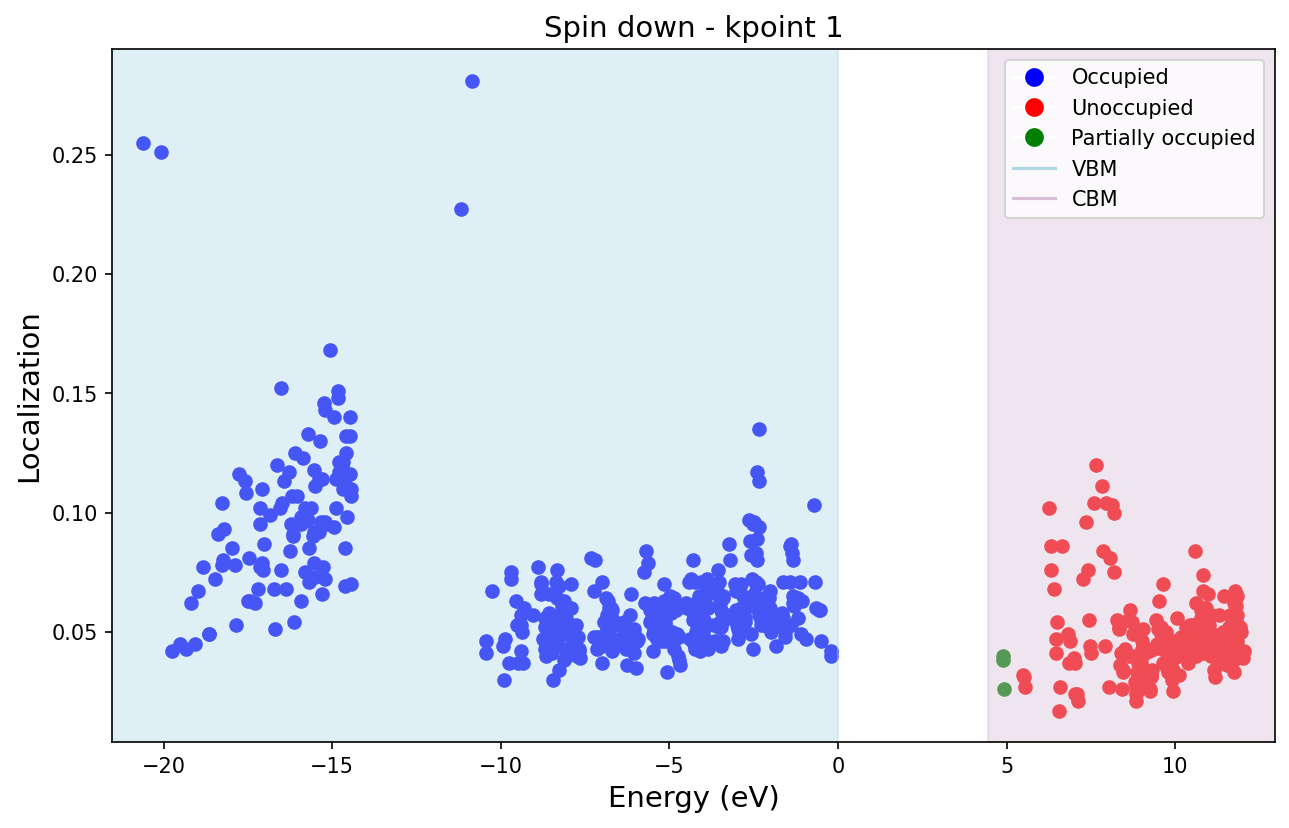 Spin down - kpoint 1
Localization
0.25
0.20
0.15
0.10
0.05
−20
−15
−10
−5
0
5
10
Energy (eV)
Occupied
Unoccupied
Partially occupied
VBM
CBM